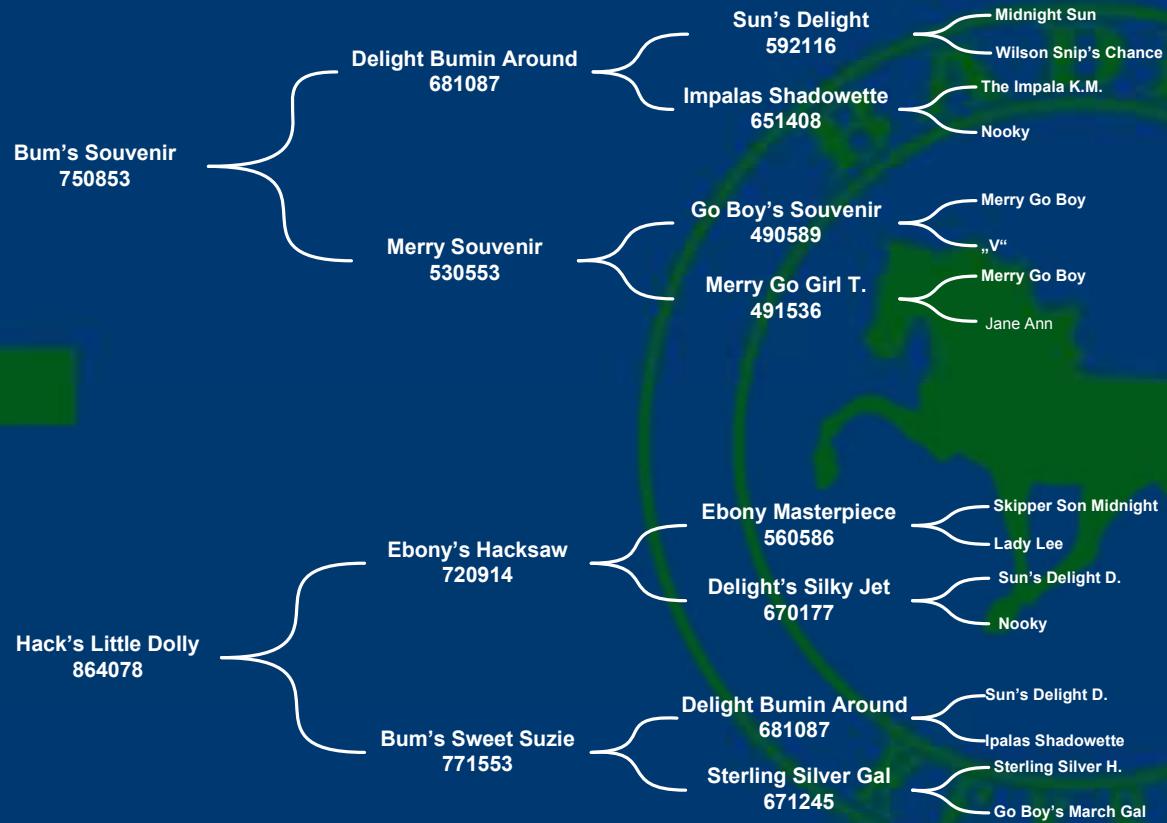 Bum's Souvenir
750853
Delight Bumin Around
681087
Sun's Delight
592116
Midnight Sun
Wilson Snip's Chance
Impalas Shadowette
651408
The Impala K.M.
Nooky
Merry Souvenir
530553
Go Boy's Souvenir
490589
Merry Go Boy
„V“
Merry Go Girl T.
491536
Merry Go Boy
Jane Ann
Hack's Little Dolly
864078
Ebony's Hacksaw
720914
Ebony Masterpiece
560586
Skipper Son Midnight
Lady Lee
Delight's Silky Jet
670177
Sun's Delight D.
Nooky
Bum's Sweet Suzie
771553
Delight Bumin Around
681087
Sun's Delight D.
Ipalas Shadowette
Sterling Silver Gal
671245
Sterling Silver H.
Go Boy's March Gal